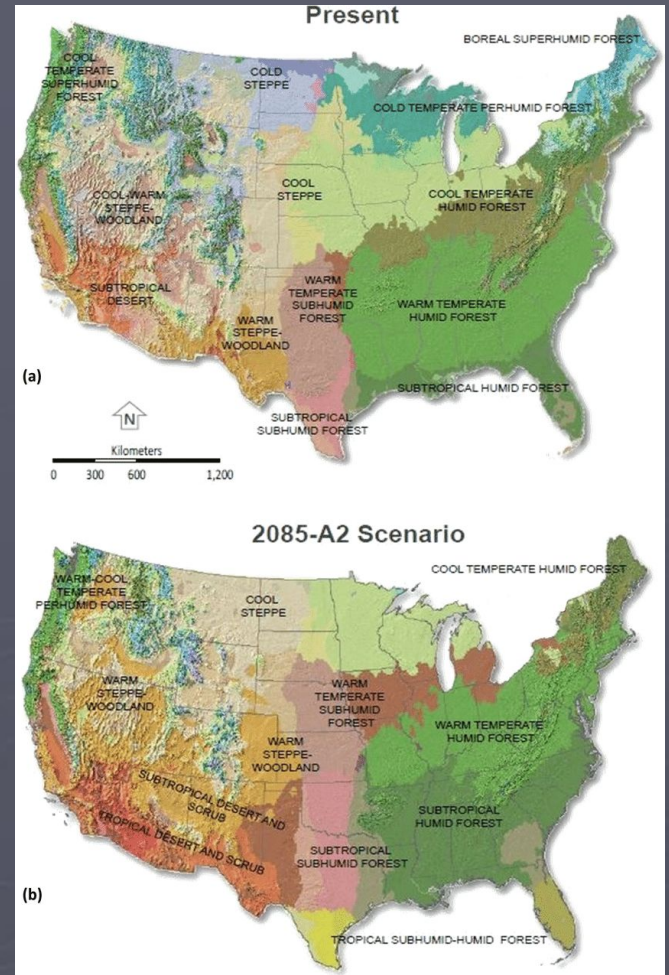 Present
BOREAL SUPERHUMID FOREST
COOL
TEMPERATE
SUPERHUMID
FOREST
COLD
STEPPE
COLD TEMPERATE PERHUMID FOREST
COOL
STEPPE
COOL-WARM
STEPPE-
WOODLAND
COOL TEMPERATE
HUMID FOREST
SUBTROPICAL
DESERT
WARM
TEMPERATE
SUBHUMID
FOREST
WARM TEMPERATE
HUMID FOREST
WARM
STEPPE-
WOODLAND
(a)
SUBTROPICAL HUMID FOREST
SUBTROPICAL
SUBHUMID FOREST
N
Kilometers
0 300 600 1,200
2085-A2 Scenario
COOL TEMPERATE HUMID FOREST
WARM-COOL
TEMPERATE
PERHUMID FOREST
COOL
STEPPE
WARM
STEPPE-
WOODLAND
WARM
TEMPERATE
SUBHUMID
FOREST
WARM TEMPERATE
HUMID FOREST
WARM
STEPPE-
WOODLAND
SUBTROPICAL DESERT AND
SCRUB
SUBTROPICAL
HUMID FOREST
TROPICAL DESERT AND SCRUB
SUBTROPICAL
SUBHUMID FOREST
(b)
TROPICAL SUBHUMID-HUMID FOREST